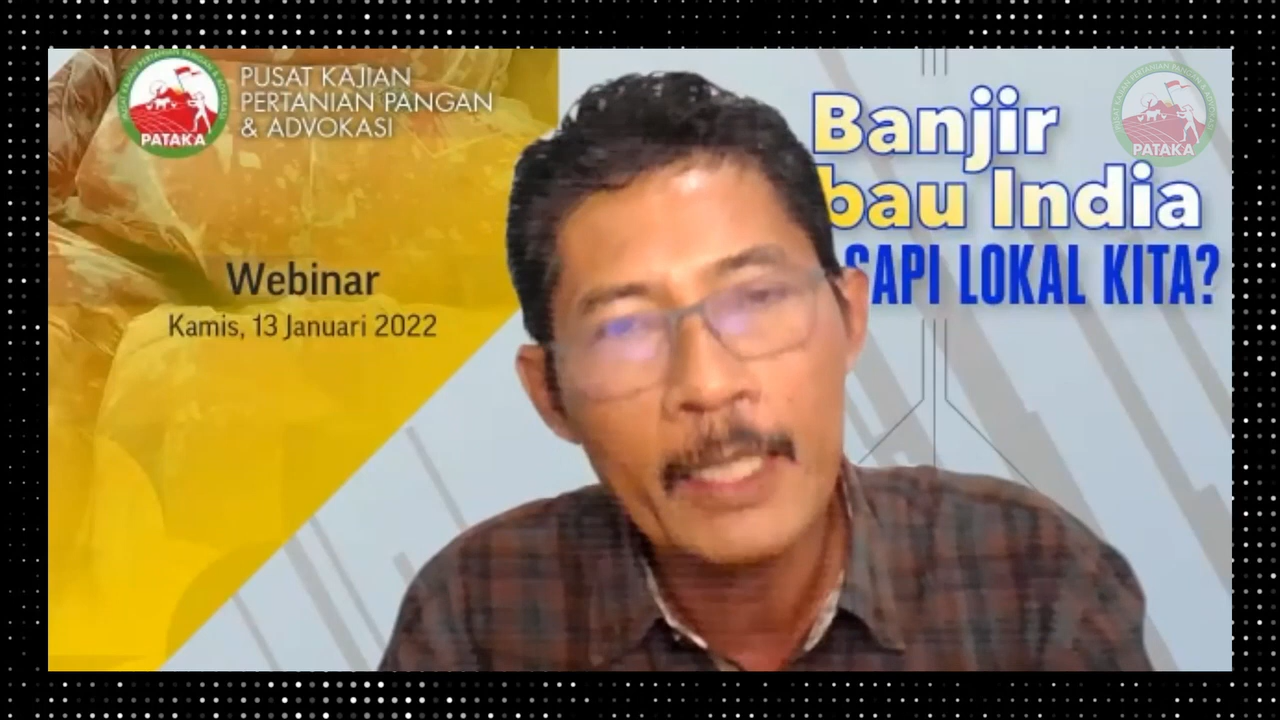 PUSAT KAJIAN
PERTANIAN PANGAN
& ADVOKASI
PATAKA
Webinar
Kamis, 13 Januari 2022
Banjir
bau India
SAPI LOKAL KITA?
PATAKA